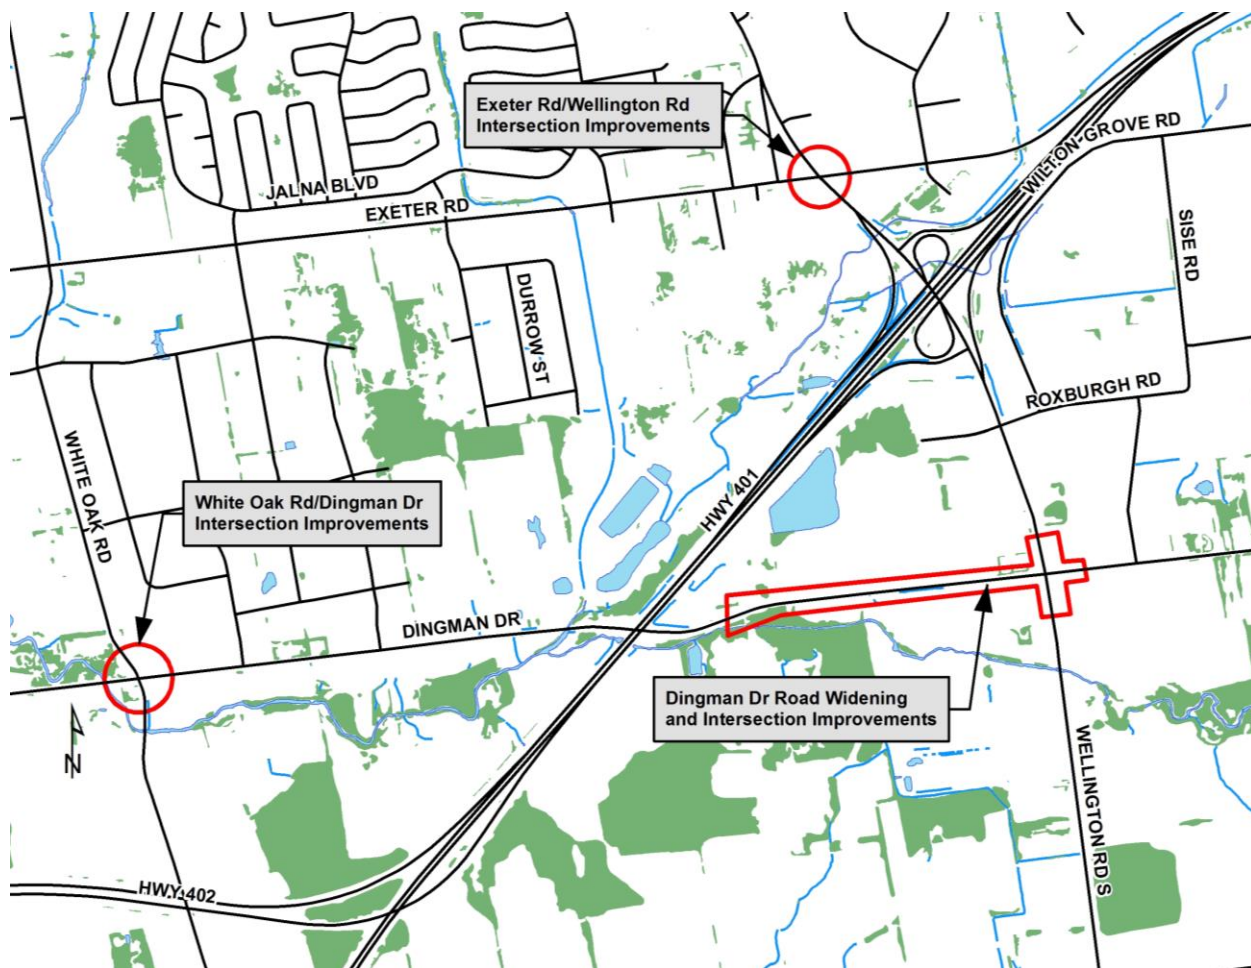 Exeter Rd/Wellington Rd
Intersection Improvements
WILTON GROVE RD
JALNA BLVD
EXETER RD
SISE RD
DURROW ST
ROXBURGH RD
WHITE OAK RD
White Oak Rd/Dingman Dr
Intersection Improvements
HWY 401
DINGMAN DR
Dingman Dr Road Widening
and Intersection Improvements
N
WELLINGTON RD S
HWY 402